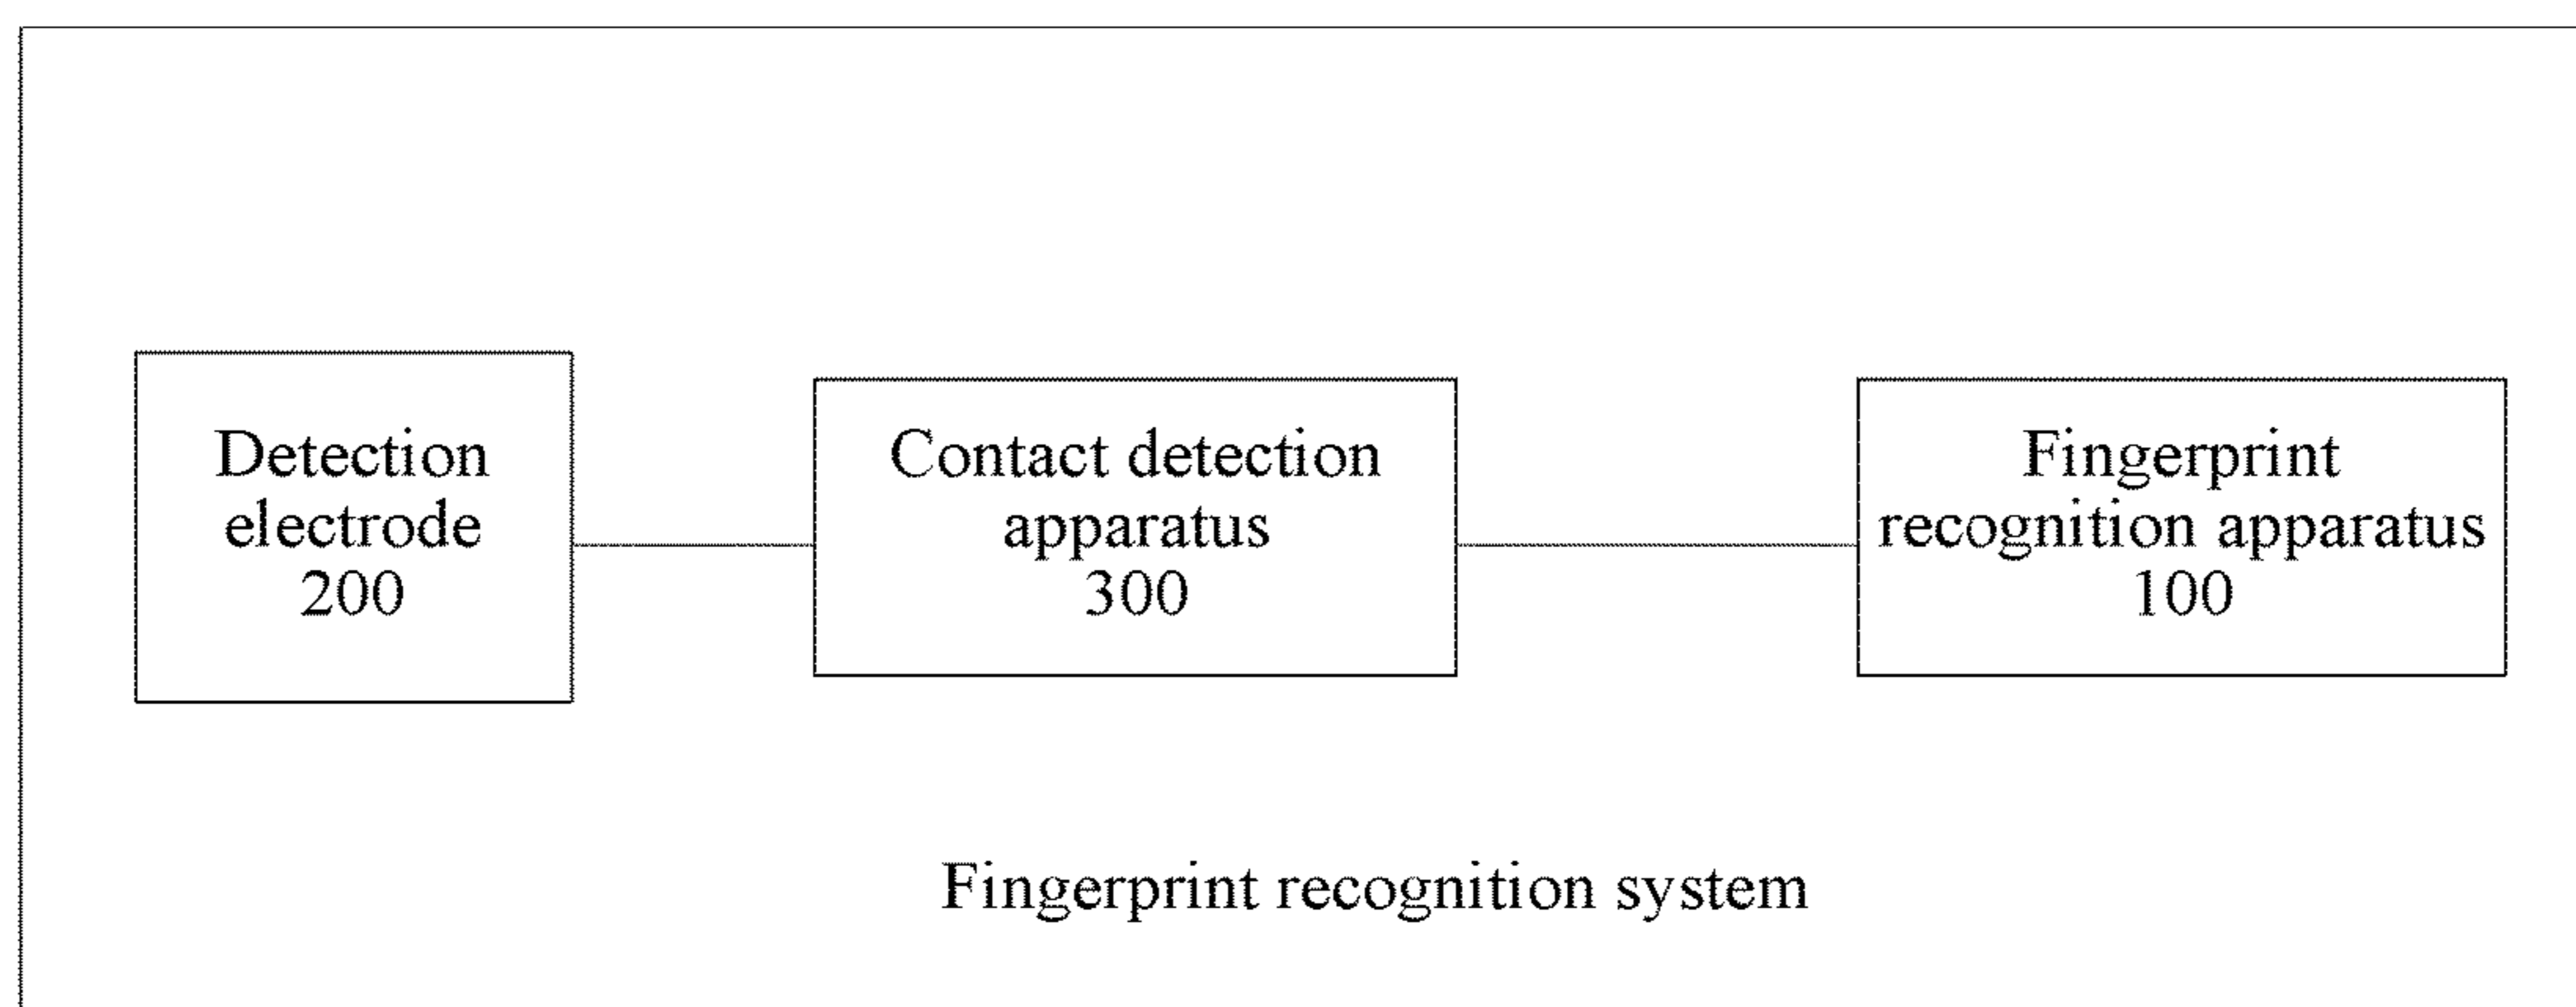 Detection
electrode
200
Contact detection
apparatus
300
Fingerprint
recognition apparatus
100
Fingerprint recognition system